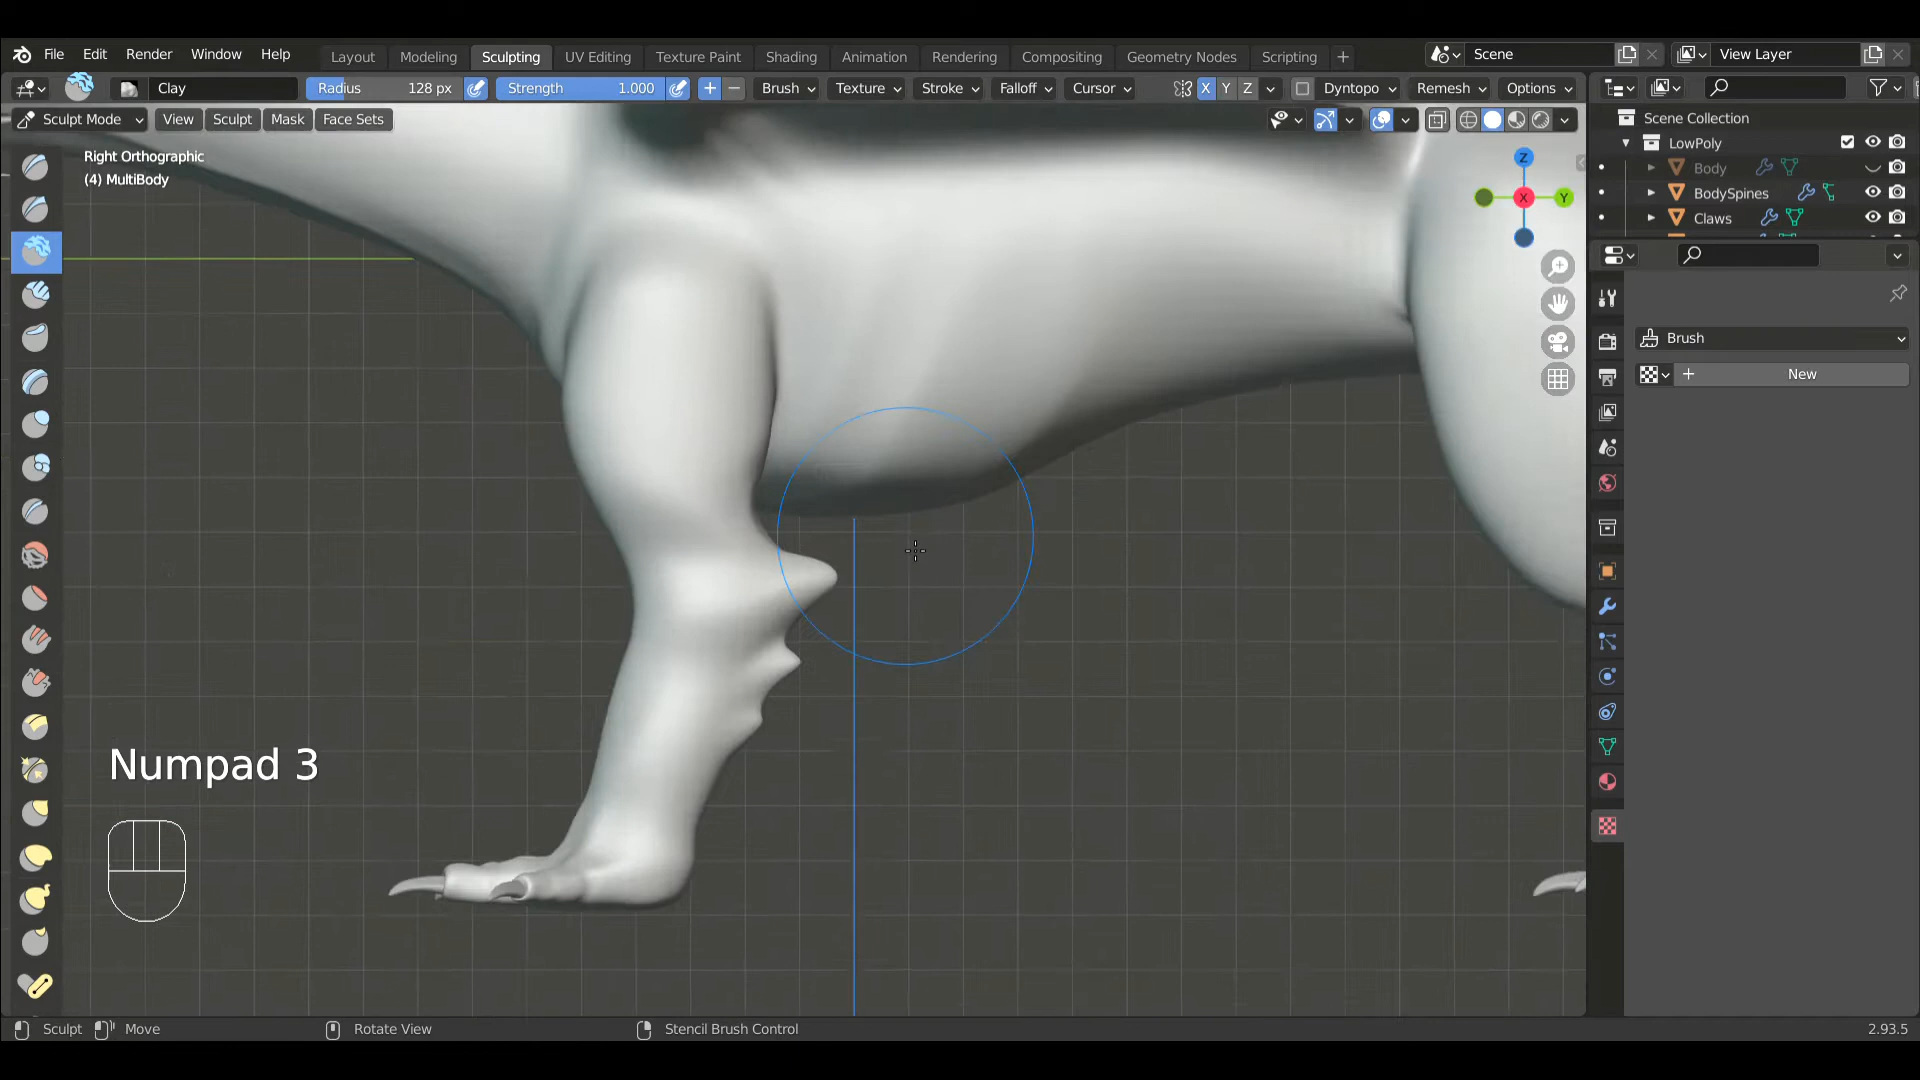 File Edit Render Window Help Layout Modeling Sculpting UV Editing Texture Paint Shading Animation Rendering Compositing Geometry Nodes Scripting + Scene View Layer
Clay Radius 128 px Strength 1.000 + − Brush Texture Stroke Falloff Cursor X Y Z Dyntopo Remesh Options
Sculpt Mode View Sculpt Mask Face Sets
Scene Collection
Right Orthographic
(4) MultiBody
Z
X
Y
LowPoly
Body
BodySpines
Claws
Brush
+ New
Numpad 3
Sculpt Move Rotate View Stencil Brush Control 2.93.5